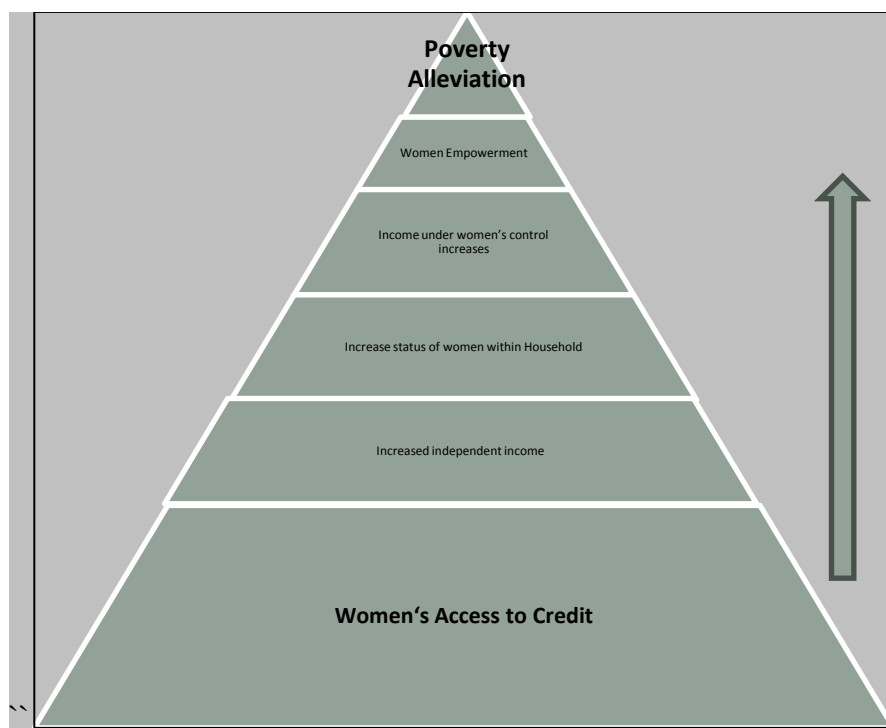 Poverty
Alleviation
Women Empowerment
Income under women’s control
increases
Increase status of women within Household
Increased independent income
Women‘s Access to Credit
``